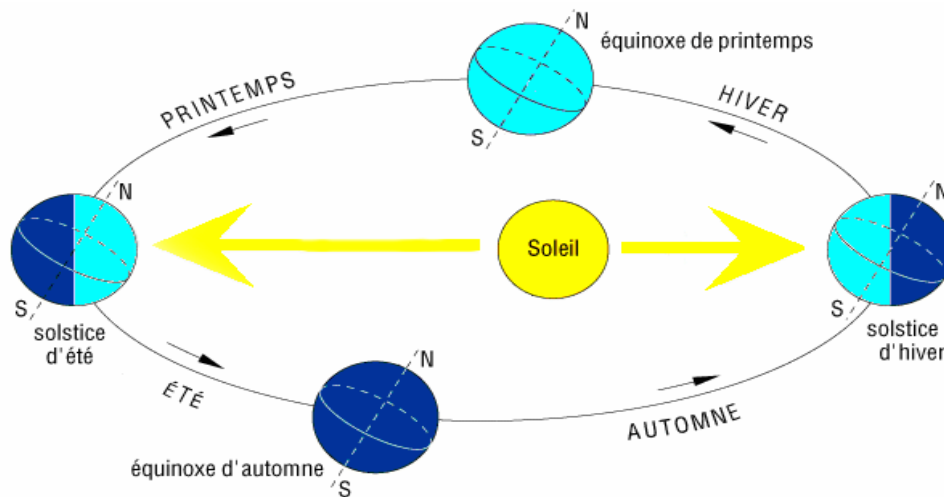 N
équinoxe de printemps
PRINTEMPS
HIVER
S
N
N
Soleil
S
S
solstice
d'été
solstice
d'hiver
N
ÉTÉ
AUTOMNE
équinoxe d'automne
S